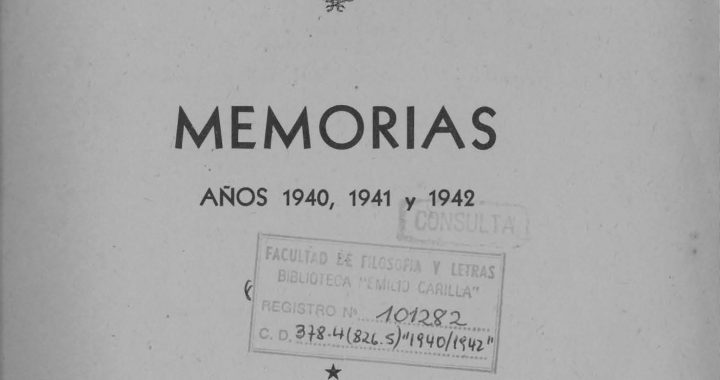 MEMORIAS
AÑOS 1940, 1941 y 1942
CONSULTA
FACULTAD DE FILOSOFIA Y LETRAS
BIBLIOTECA "EMILIO CARILLA"
REGISTRO Nº 101282
C. D. 378.4(826.5)"1940/1942"